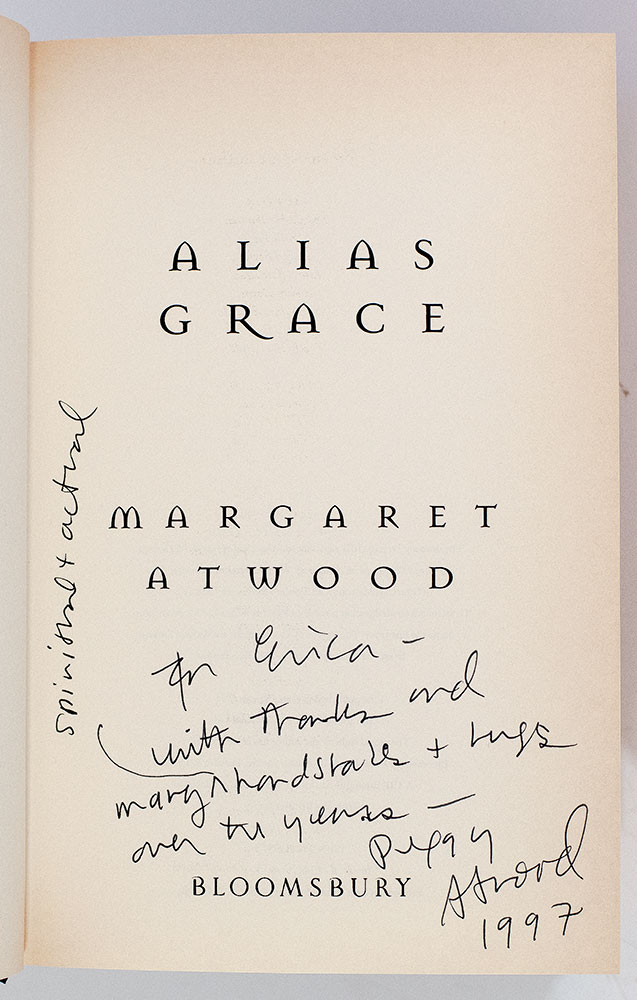 ALIAS
GRACE
MARGARET
ATWOOD
for Erica –
with thanks and
many handshakes + hugs
over the years –
spiritual + actual
Peggy
Atwood
1997
BLOOMSBURY